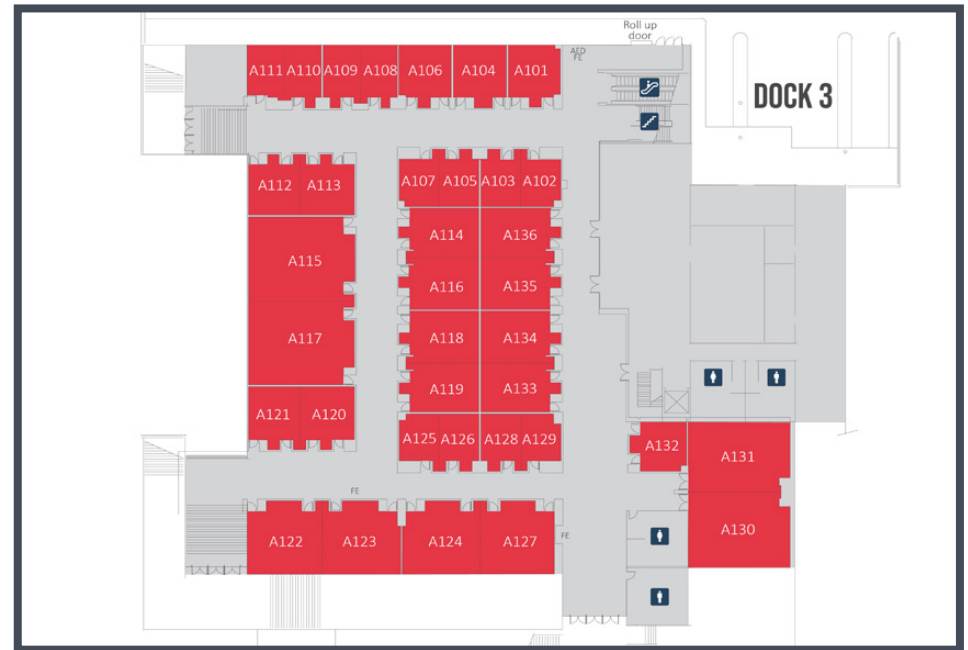 Roll up
door
AED
FE
DOCK 3
A111 A110 A109 A108 A106 A104 A101
A112 A113
A107 A105 A103 A102
A114 A136
A115
A116 A135
A117
A118 A134
A119 A133
A121 A120
A125 A126 A128 A129
A132 A131
FE
A130
A122 A123 A124 A127
FE